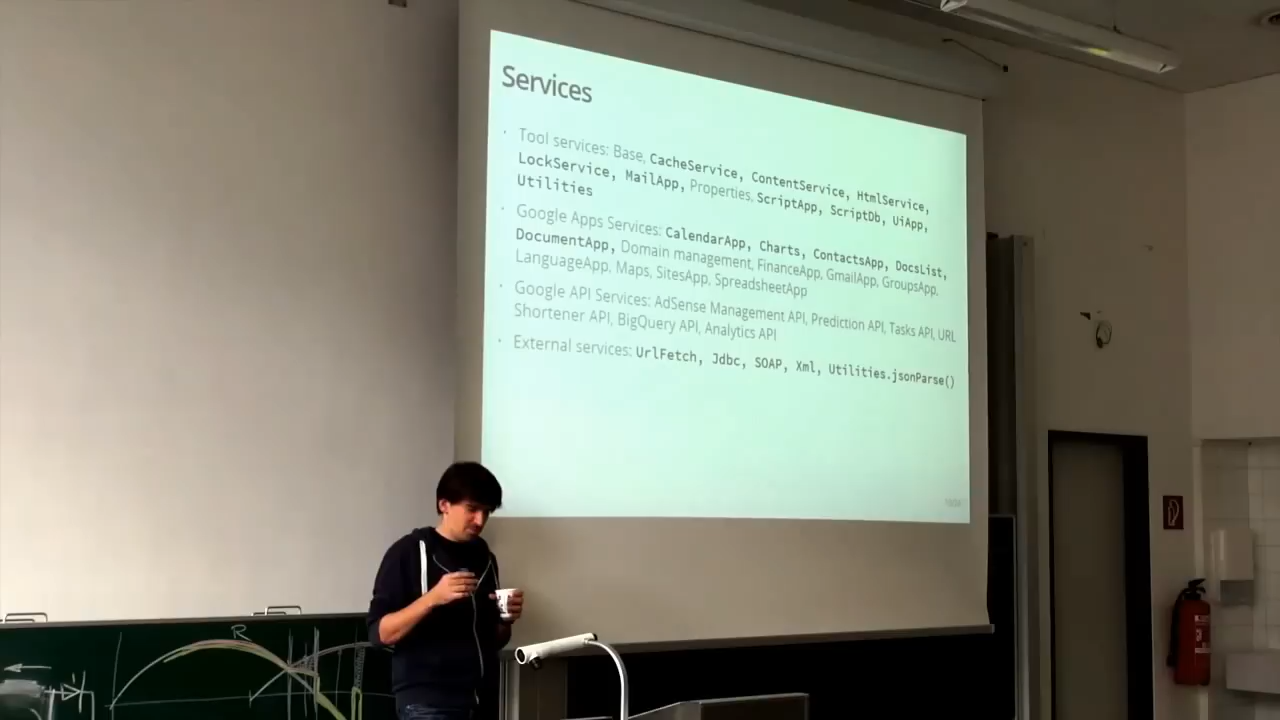 Services
· Tool services: Base, CacheService, ContentService, HtmlService,
LockService, MailApp, Properties, ScriptApp, ScriptDb, UiApp,
Utilities
· Google Apps Services: CalendarApp, Charts, ContactsApp, DocsList,
DocumentApp, Domain management, FinanceApp, GmailApp, GroupsApp,
LanguageApp, Maps, SitesApp, SpreadsheetApp
· Google API Services: AdSense Management API, Prediction API, Tasks API, URL
Shortener API, BigQuery API, Analytics API
· External services: UrlFetch, Jdbc, SOAP, Xml, Utilities.jsonParse()
R